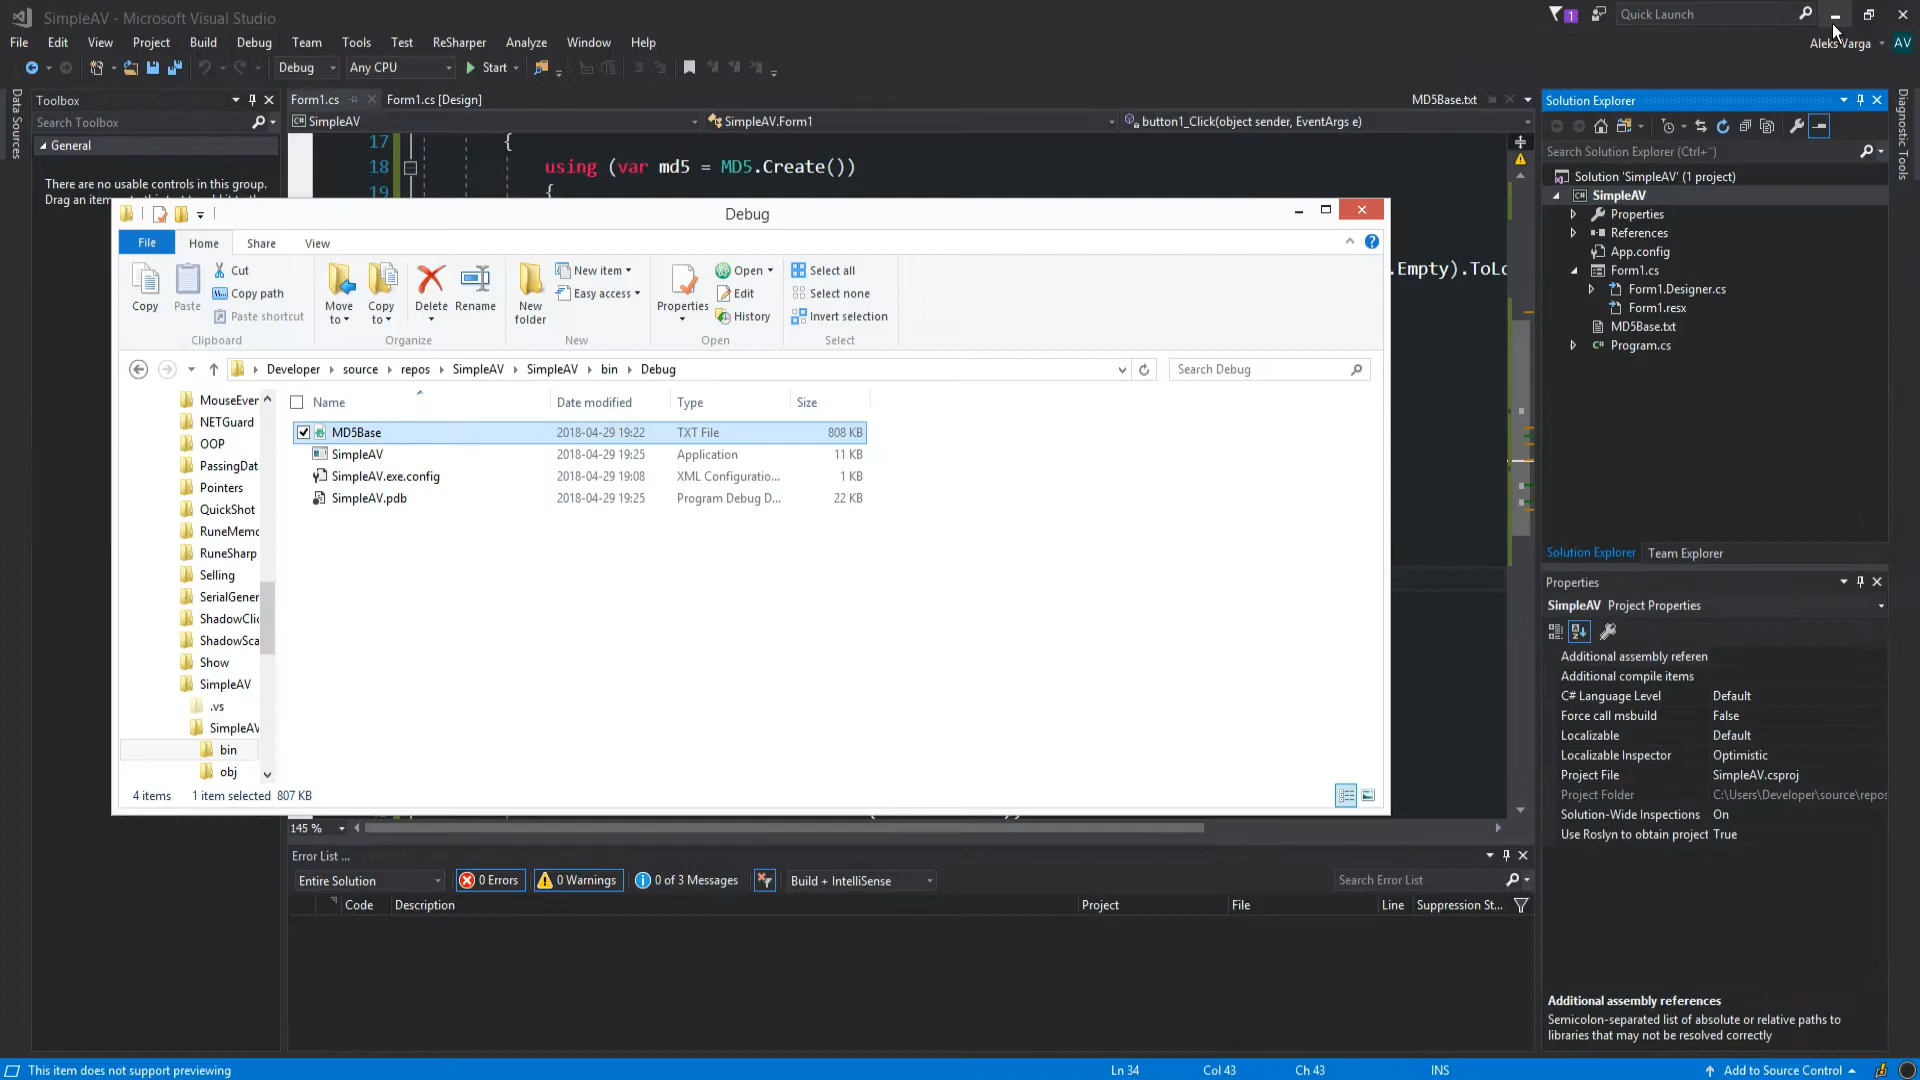 SimpleAV - Microsoft Visual Studio
1
Quick Launch
File Edit View Project Build Debug Team Tools Test ReSharper Analyze Window Help
Aleks Varga
AV
Debug
Any CPU
Start
Data Sources
Toolbox
Search Toolbox
General
There are no usable controls in this group.
Form1.cs
Form1.cs [Design]
MD5Base.txt
SimpleAV
SimpleAV.Form1
button1_Click(object sender, EventArgs e)
17 {
18 using (var md5 = MD5.Create())
19 {
.Empty).ToLo
Debug
File Home Share View
Copy
Paste
Cut
Copy path
Paste shortcut
Clipboard
Move to
Copy to
Delete
Rename
Organize
New folder
New item
Easy access
New
Properties
Open
Edit
History
Open
Select all
Select none
Invert selection
Select
Developer source repos SimpleAV SimpleAV bin Debug
Search Debug
MouseEver
NETGuard
OOP
PassingDat
Pointers
QuickShot
RuneMemo
RuneSharp
Selling
SerialGener
ShadowClic
ShadowSca
Show
SimpleAV
.vs
SimpleAV
bin
obj
Name Date modified Type Size
MD5Base 2018-04-29 19:22 TXT File 808 KB
SimpleAV 2018-04-29 19:25 Application 11 KB
SimpleAV.exe.config 2018-04-29 19:08 XML Configuratio... 1 KB
SimpleAV.pdb 2018-04-29 19:25 Program Debug D... 22 KB
4 items 1 item selected 807 KB
145 %
Error List ...
Entire Solution
0 Errors
0 Warnings
0 of 3 Messages
Build + IntelliSense
Search Error List
Code Description Project File Line Suppression St...
Solution Explorer
Search Solution Explorer (Ctrl+¨)
Solution 'SimpleAV' (1 project)
SimpleAV
Properties
References
App.config
Form1.cs
Form1.Designer.cs
Form1.resx
MD5Base.txt
Program.cs
Solution Explorer
Team Explorer
Diagnostic Tools
Properties
SimpleAV Project Properties
Additional assembly referen
Additional compile items
C# Language Level Default
Force call msbuild False
Localizable Default
Localizable Inspector Optimistic
Project File SimpleAV.csproj
Project Folder C:\Users\Developer\source\repos
Solution-Wide Inspections On
Use Roslyn to obtain project True
Additional assembly references
Semicolon-separated list of absolute or relative paths to
libraries that may not be resolved correctly
This item does not support previewing
Ln 34
Col 43
Ch 43
INS
Add to Source Control